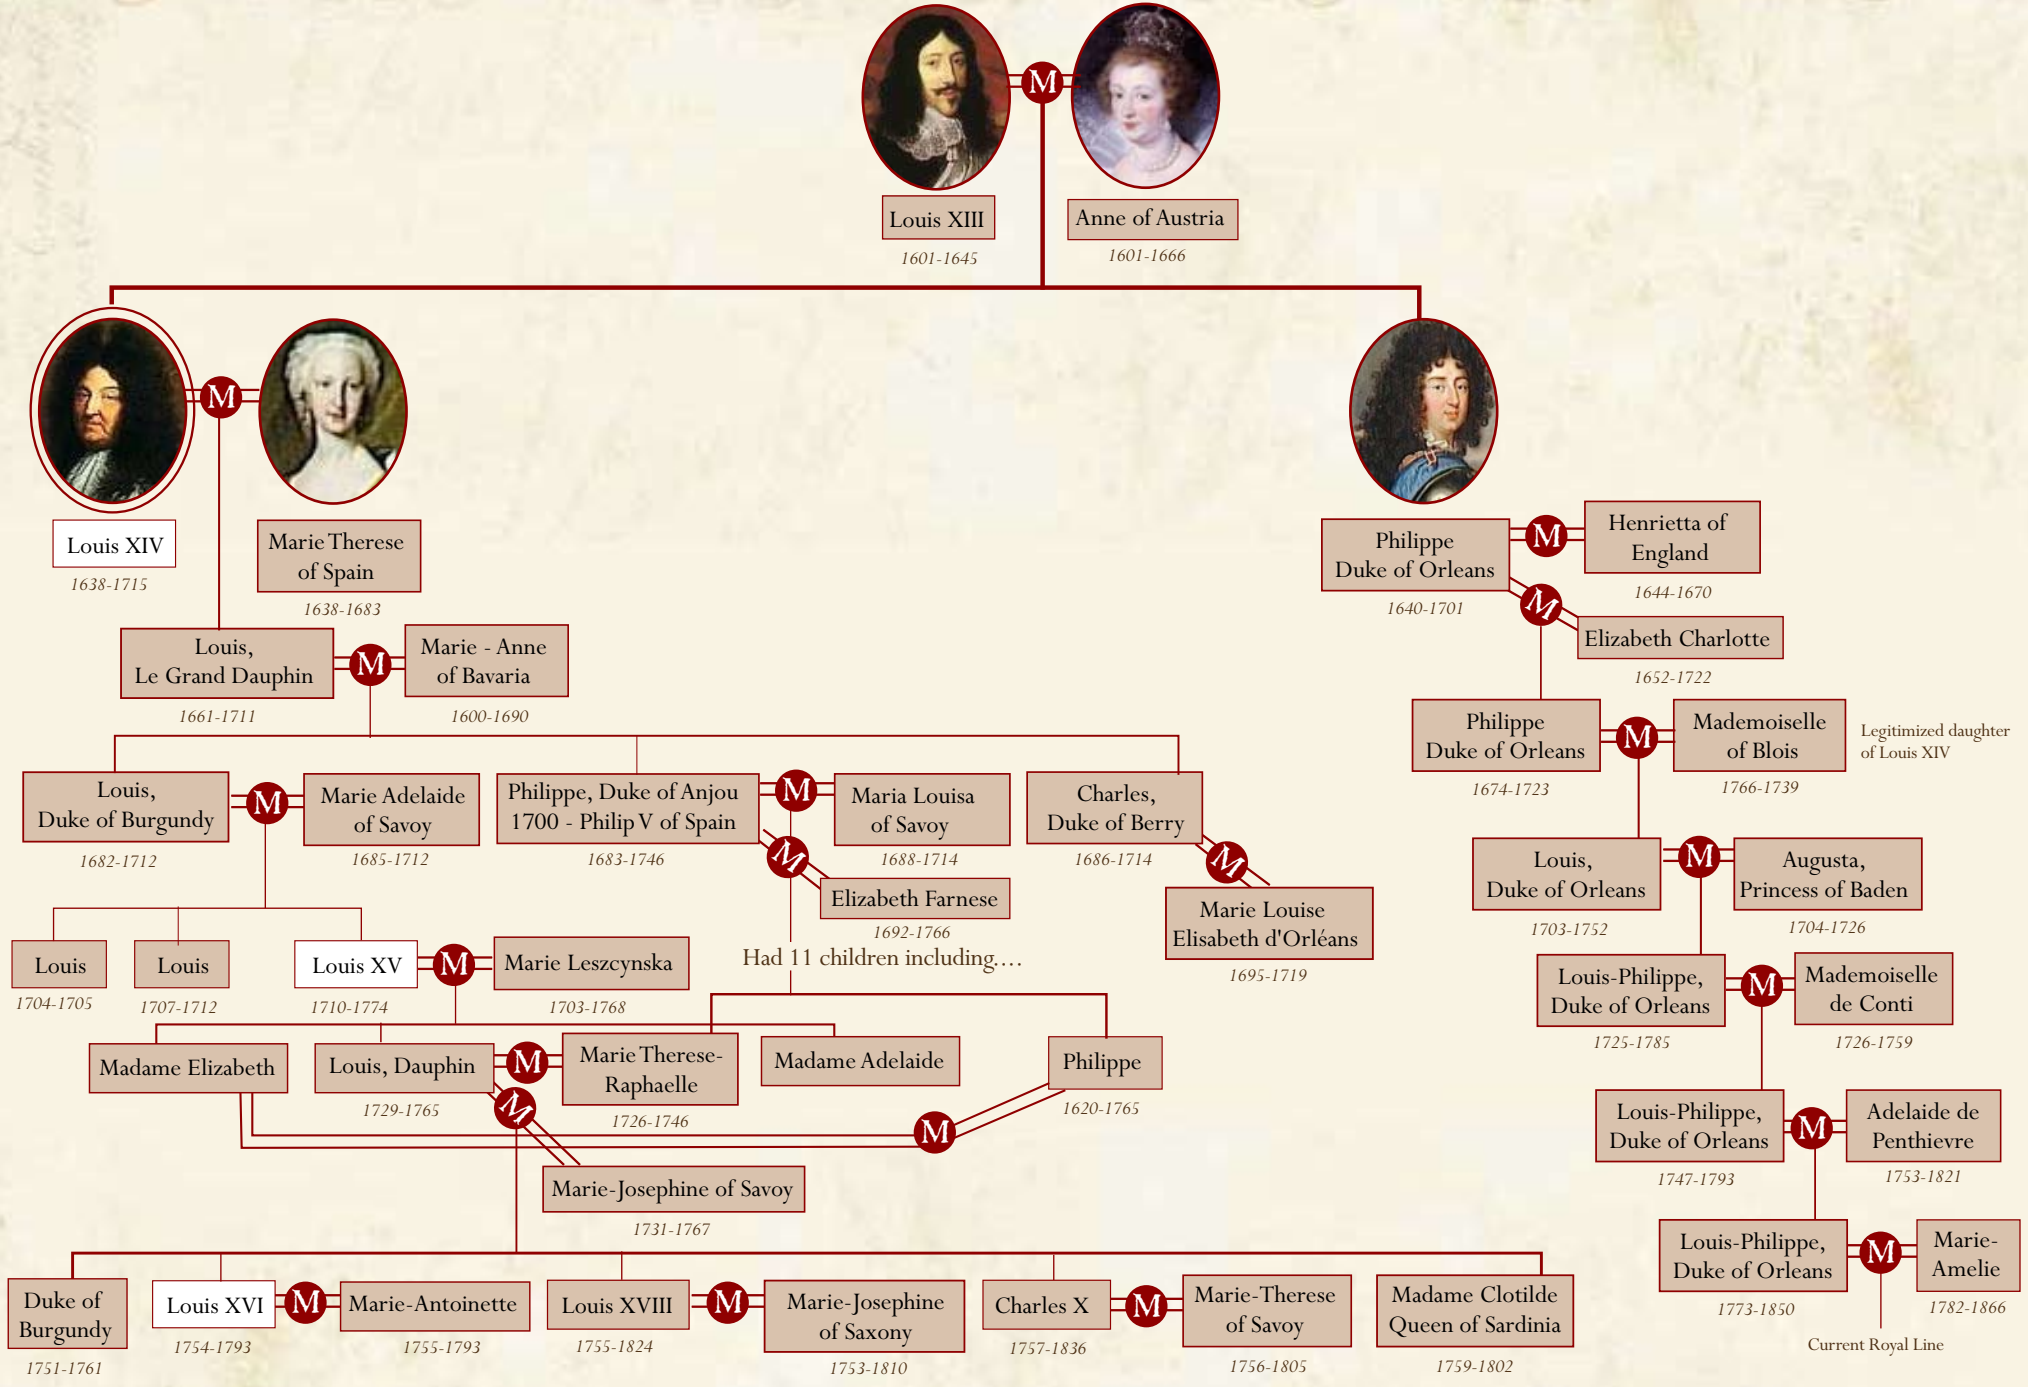 M
Louis XIII
1601-1645
Anne of Austria
1601-1666
M
Louis XIV
1638-1715
Marie Therese
of Spain
1638-1683
Philippe
Duke of Orleans
1640-1701
M
Henrietta of
England
1644-1670
M
Elizabeth Charlotte
1652-1722
Louis,
Le Grand Dauphin
1661-1711
M
Marie - Anne
of Bavaria
1600-1690
Philippe
Duke of Orleans
1674-1723
M
Mademoiselle
of Blois
1766-1739
Legitimized daughter
of Louis XIV
Louis,
Duke of Burgundy
1682-1712
M
Marie Adelaide
of Savoy
1685-1712
Philippe, Duke of Anjou
1700 - Philip V of Spain
1683-1746
M
Maria Louisa
of Savoy
1688-1714
M
Elizabeth Farnese
1692-1766
Had 11 children including....
Charles,
Duke of Berry
1686-1714
M
Marie Louise
Elisabeth d'Orléans
1695-1719
Louis,
Duke of Orleans
1703-1752
M
Augusta,
Princess of Baden
1704-1726
Louis
1704-1705
Louis
1707-1712
Louis XV
1710-1774
M
Marie Leszcynska
1703-1768
Louis-Philippe,
Duke of Orleans
1725-1785
M
Mademoiselle
de Conti
1726-1759
Madame Elizabeth
Louis, Dauphin
1729-1765
M
Marie Therese-
Raphaelle
1726-1746
Madame Adelaide
Philippe
1620-1765
M
M
Marie-Josephine of Savoy
1731-1767
Louis-Philippe,
Duke of Orleans
1747-1793
M
Adelaide de
Penthievre
1753-1821
Louis-Philippe,
Duke of Orleans
1773-1850
M
Marie-
Amelie
1782-1866
Current Royal Line
Duke of
Burgundy
1751-1761
Louis XVI
1754-1793
M
Marie-Antoinette
1755-1793
Louis XVIII
1755-1824
M
Marie-Josephine
of Saxony
1753-1810
Charles X
1757-1836
M
Marie-Therese
of Savoy
1756-1805
Madame Clotilde
Queen of Sardinia
1759-1802